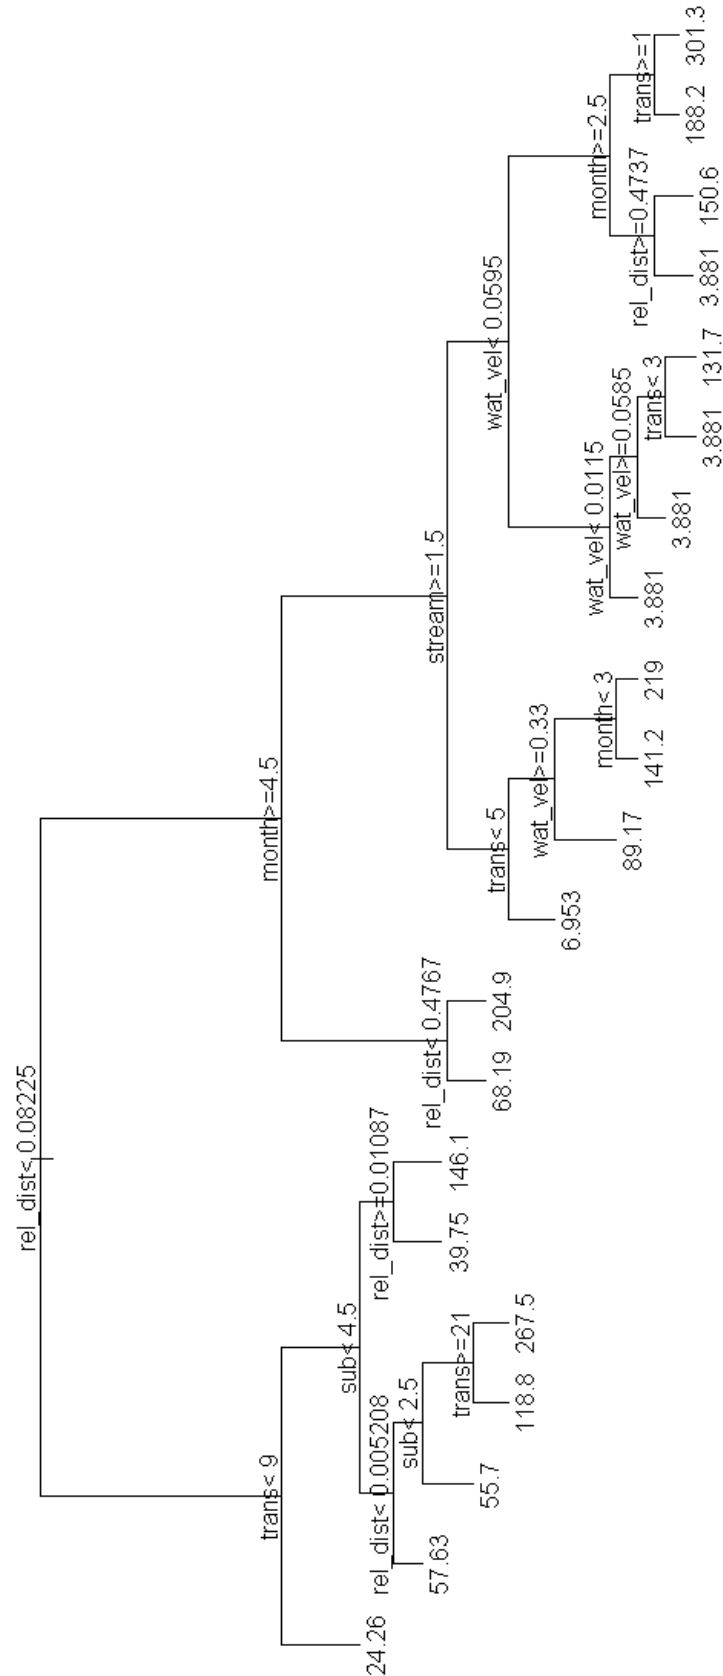 rel_dist< 0.08225
trans< 9
month>=4.5
24.26
sub< 4.5
rel_dist< 0.4767
stream>=1.5
rel_dist< 0.005208
rel_dist>=0.01087
68.19
204.9
trans< 5
wat_vel< 0.0595
57.63
sub< 2.5
39.75
146.1
6.953
wat_vel>=0.33
wat_vel< 0.0115
month>=2.5
55.7
trans>=21
89.17
month< 3
3.881
wat_vel>=0.0585
rel_dist>=0.4737
trans>=1
118.8
267.5
141.2
219
3.881
trans< 3
3.881
150.6
188.2
301.3
3.881
131.7